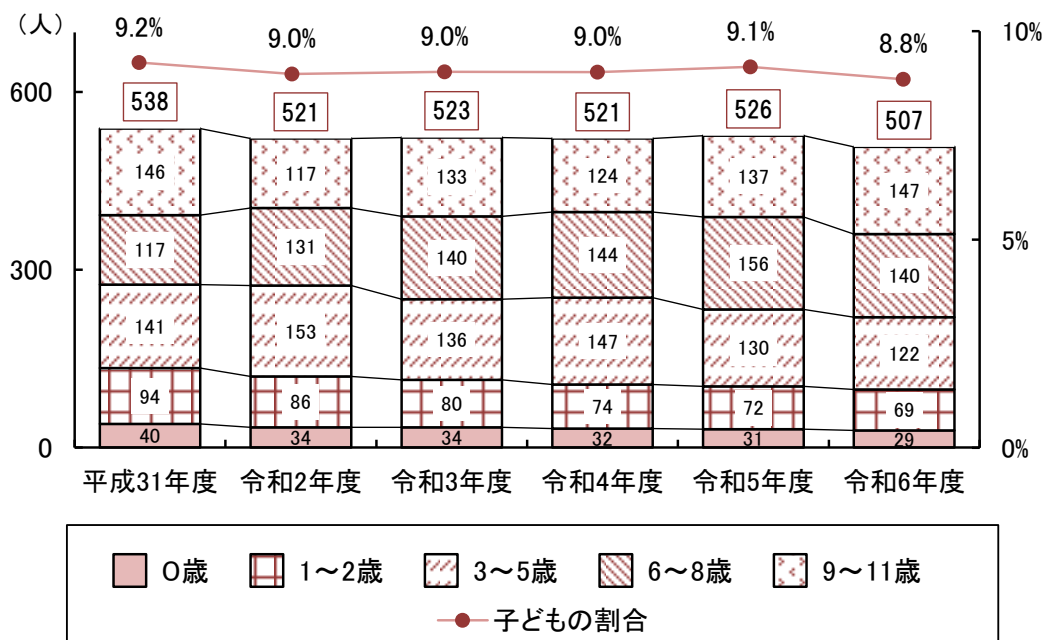 (人)
9.2% 9.0% 9.0% 9.0% 9.1% 8.8%
10%
600
538 521 523 521 526 507
146 117 133 124 137 147
5%
300
117 131 140 144 156 140
141 153 136 147 130 122
94 86 80 74 72 69
40 34 34 32 31 29
0 0%
平成31年度 令和2年度 令和3年度 令和4年度 令和5年度 令和6年度
0歳 1～2歳 3～5歳 6～8歳 9～11歳
子どもの割合